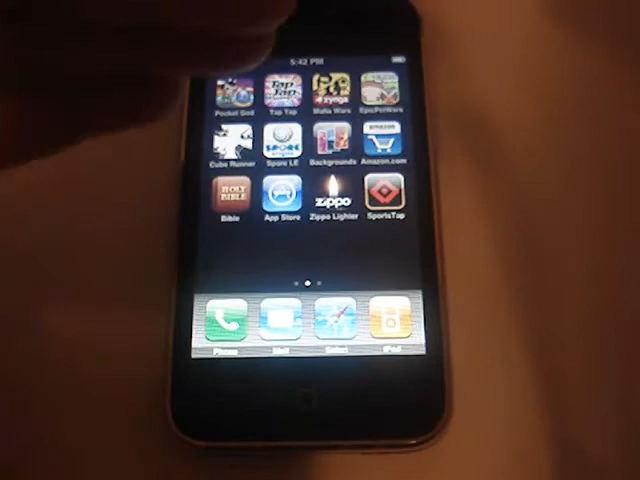 5:42 PM
Tap Tap
zynga
Pocket God Tap Tap Mafia Wars EpicPetWars
SPORE
origins
amazon
Cube Runner Spore LE Backgrounds Amazon.com
HOLY
BIBLE
zippo
Bible App Store Zippo Lighter SportsTap
Phone Mail Safari iPod